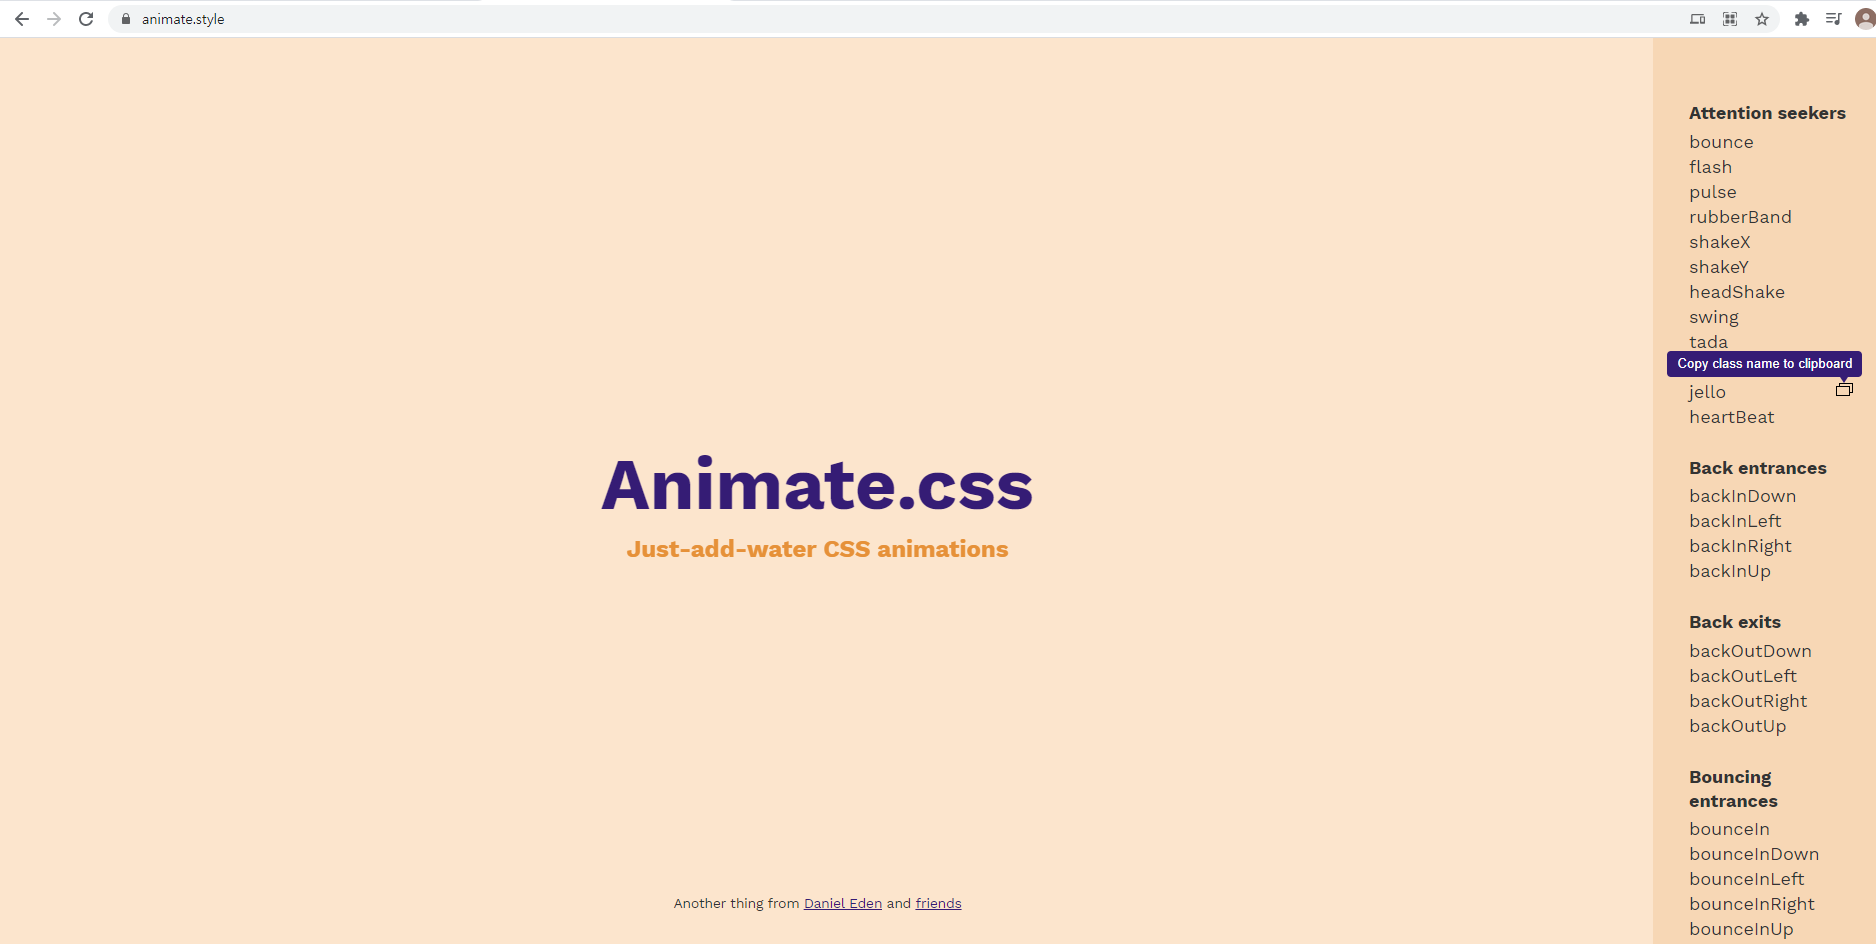 animate.style
Attention seekers
bounce
flash
pulse
rubberBand
shakeX
shakeY
headShake
swing
tada
Copy class name to clipboard
jello
heartBeat
Back entrances
backInDown
backInLeft
backInRight
backInUp
Back exits
backOutDown
backOutLeft
backOutRight
backOutUp
Bouncing
entrances
bounceIn
bounceInDown
bounceInLeft
bounceInRight
bounceInUp
Animate.css
Just-add-water CSS animations
Another thing from Daniel Eden and friends